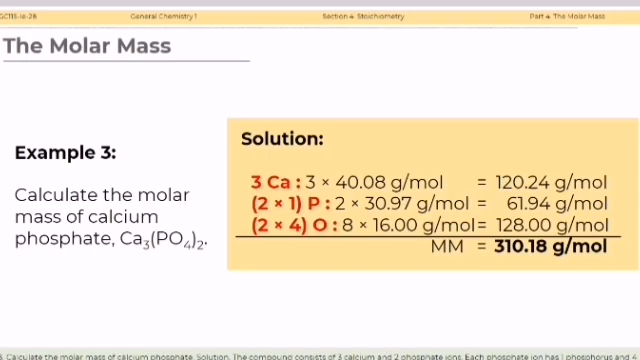 GC115-le-28 General Chemistry 1 Section 4: Stoichiometry Part 4: The Molar Mass
The Molar Mass
Example 3:
Calculate the molar
mass of calcium
phosphate, Ca₃(PO₄)₂.
Solution:
3 Ca : 3 × 40.08 g/mol = 120.24 g/mol
(2 × 1) P : 2 × 30.97 g/mol = 61.94 g/mol
(2 × 4) O : 8 × 16.00 g/mol = 128.00 g/mol
MM = 310.18 g/mol
3. Calculate the molar mass of calcium phosphate. Solution. The compound consists of 3 calcium and 2 phosphate ions. Each phosphate ion has 1 phosphorus and 4